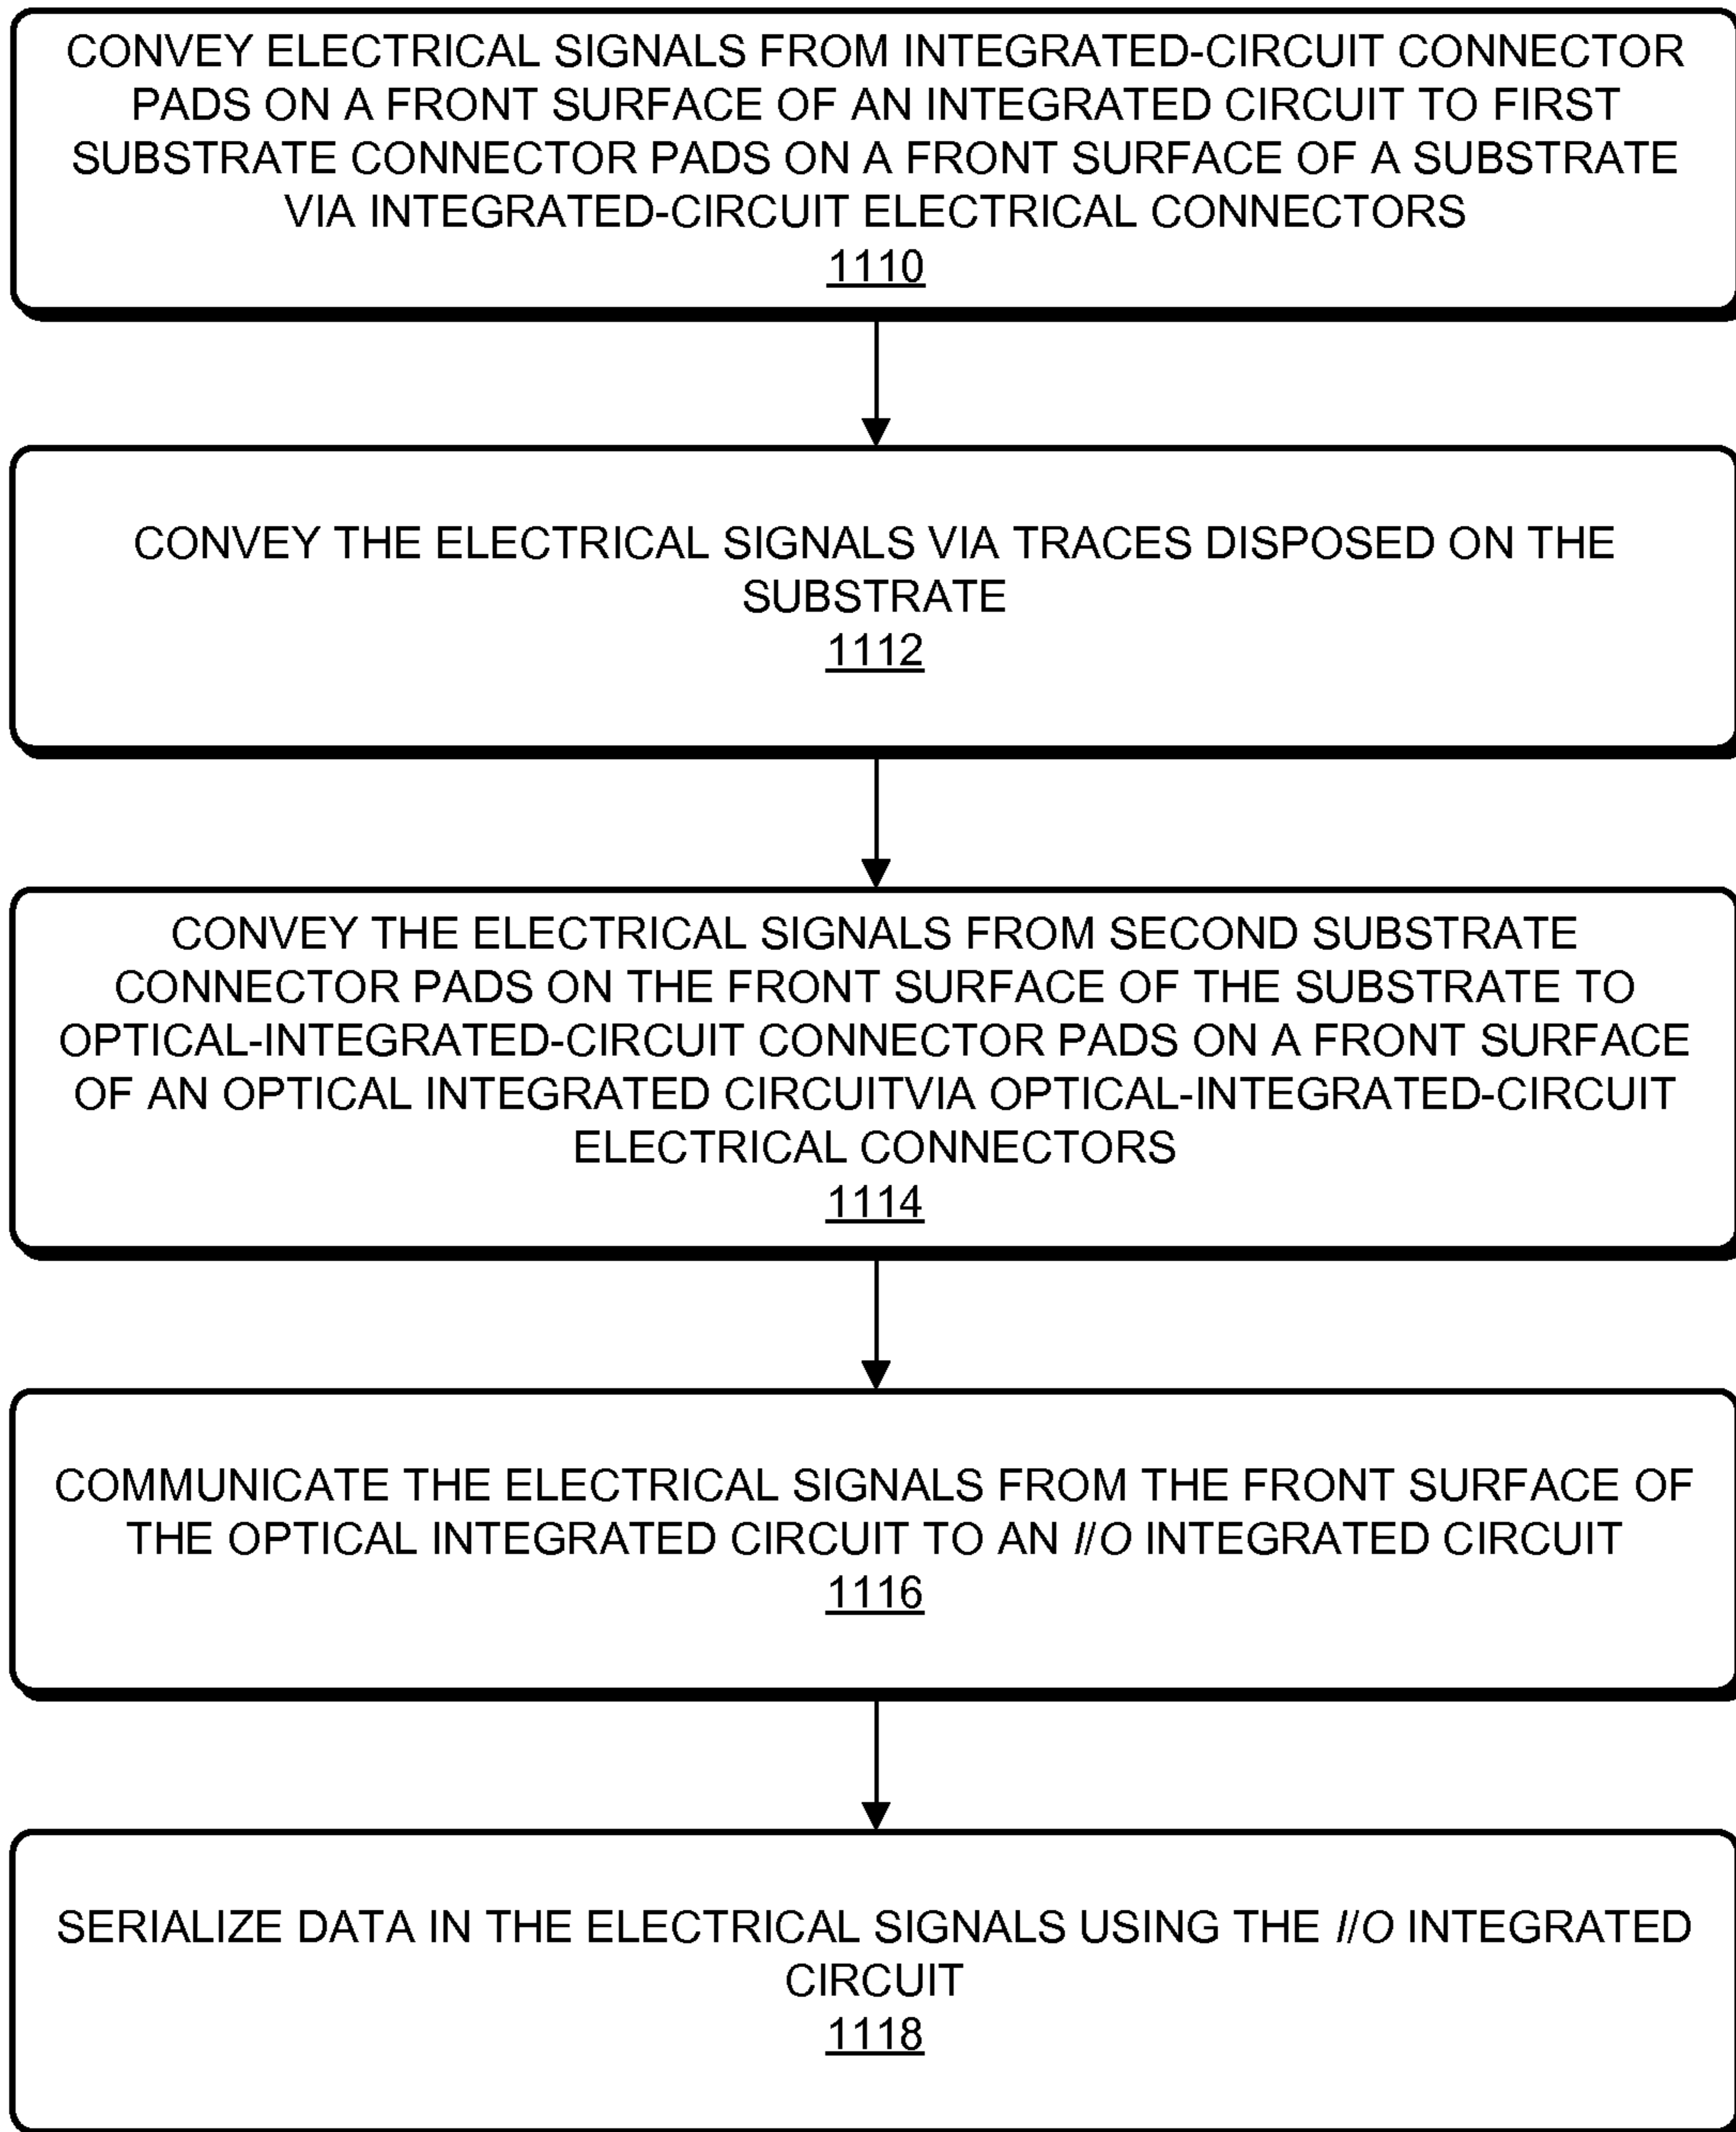 CONVEY ELECTRICAL SIGNALS FROM INTEGRATED-CIRCUIT CONNECTOR
PADS ON A FRONT SURFACE OF AN INTEGRATED CIRCUIT TO FIRST
SUBSTRATE CONNECTOR PADS ON A FRONT SURFACE OF A SUBSTRATE
VIA INTEGRATED-CIRCUIT ELECTRICAL CONNECTORS
1110
CONVEY THE ELECTRICAL SIGNALS VIA TRACES DISPOSED ON THE
SUBSTRATE
1112
CONVEY THE ELECTRICAL SIGNALS FROM SECOND SUBSTRATE
CONNECTOR PADS ON THE FRONT SURFACE OF THE SUBSTRATE TO
OPTICAL-INTEGRATED-CIRCUIT CONNECTOR PADS ON A FRONT SURFACE
OF AN OPTICAL INTEGRATED CIRCUITVIA OPTICAL-INTEGRATED-CIRCUIT
ELECTRICAL CONNECTORS
1114
COMMUNICATE THE ELECTRICAL SIGNALS FROM THE FRONT SURFACE OF
THE OPTICAL INTEGRATED CIRCUIT TO AN I/O INTEGRATED CIRCUIT
1116
SERIALIZE DATA IN THE ELECTRICAL SIGNALS USING THE I/O INTEGRATED
CIRCUIT
1118